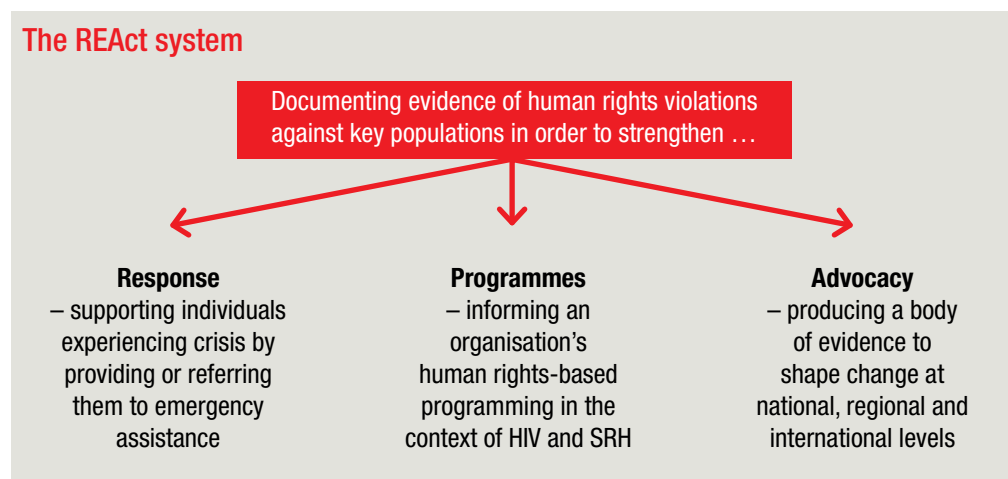 The REAct system
Documenting evidence of human rights violations
against key populations in order to strengthen …
Response
– supporting individuals
experiencing crisis by
providing or referring
them to emergency
assistance
Programmes
– informing an
organisation’s
human rights-based
programming in the
context of HIV and SRH
Advocacy
– producing a body
of evidence to
shape change at
national, regional and
international levels